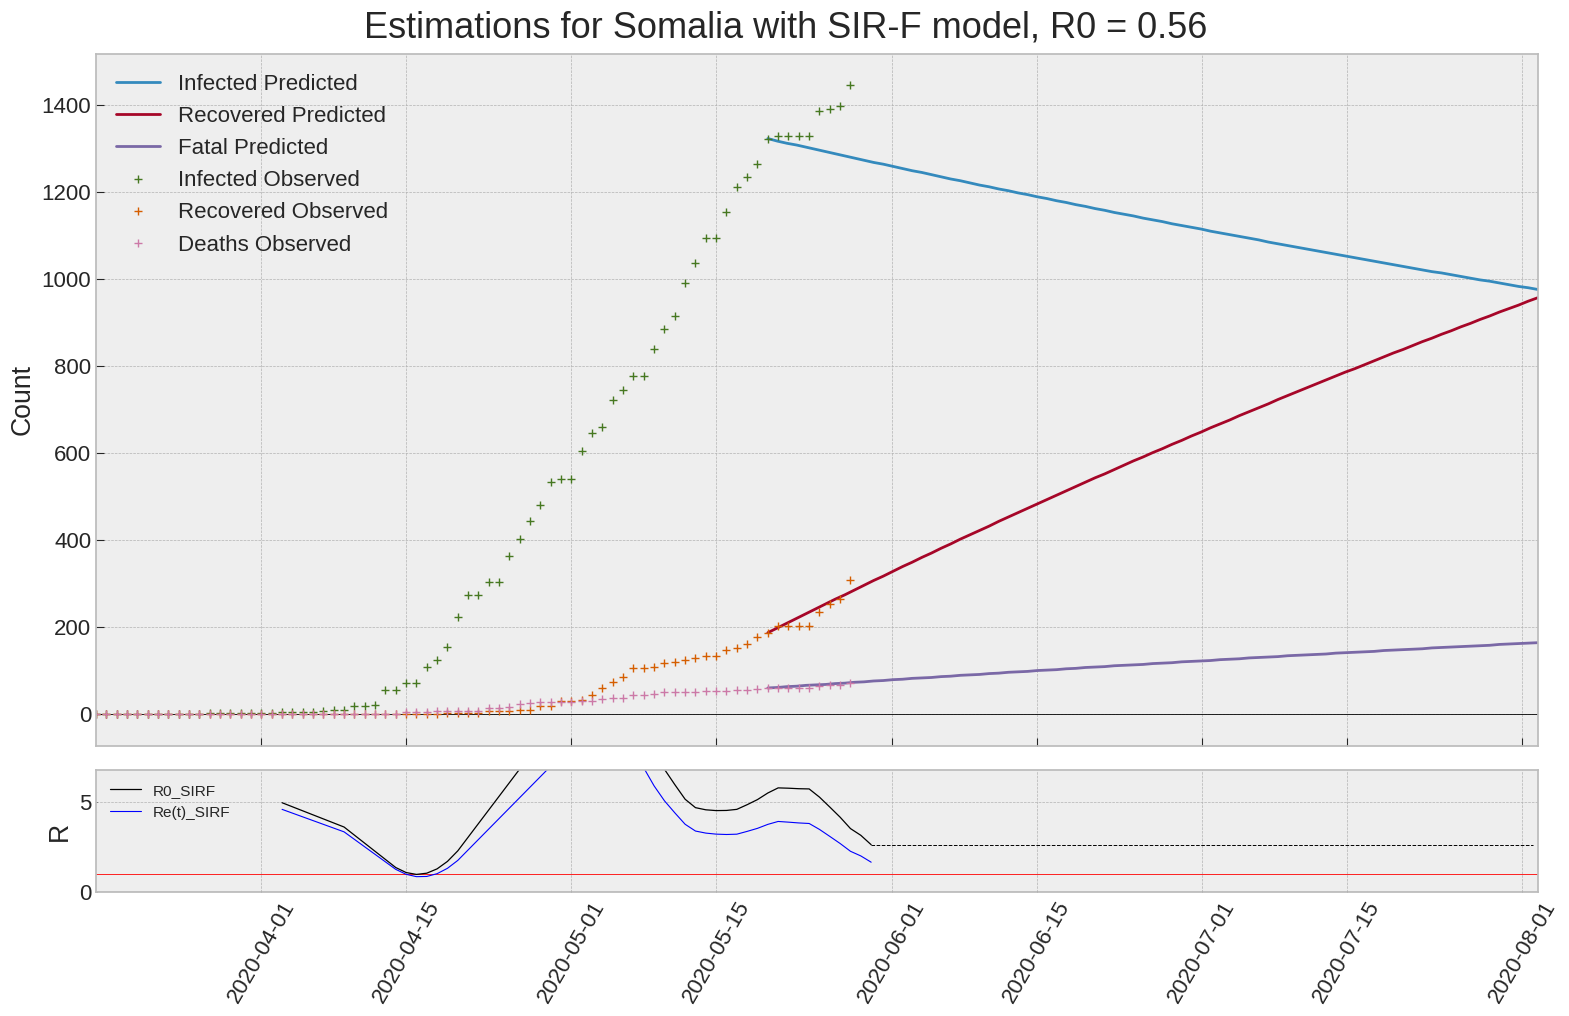 Estimations for Somalia with SIR-F model, R0 = 0.56
Infected Predicted
Recovered Predicted
Fatal Predicted
Infected Observed
Recovered Observed
Deaths Observed
1400
1200
1000
800
600
400
200
0
Count
R0_SIRF
Re(t)_SIRF
5
0
R
2020-04-01
2020-04-15
2020-05-01
2020-05-15
2020-06-01
2020-06-15
2020-07-01
2020-07-15
2020-08-01